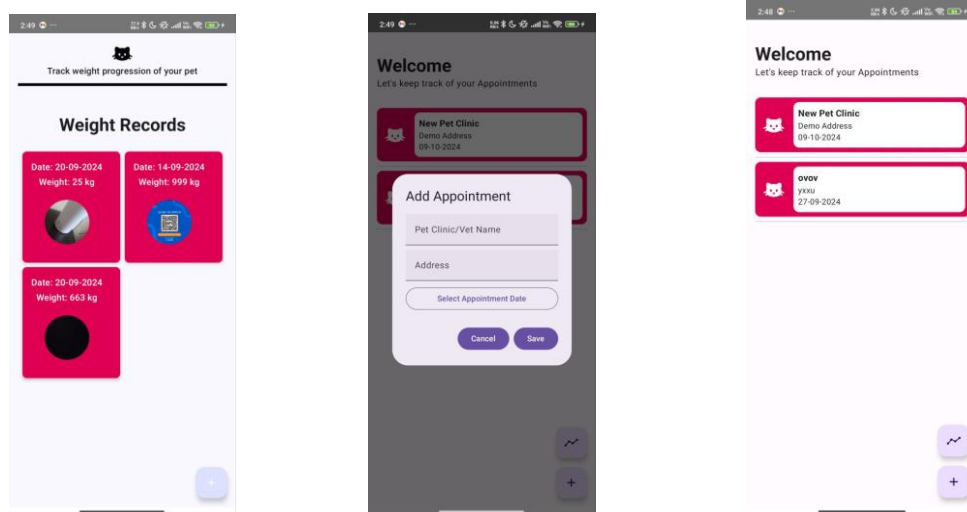 2:49
Track weight progression of your pet
Weight Records
Date: 20-09-2024
Weight: 25 kg
Date: 14-09-2024
Weight: 999 kg
Date: 20-09-2024
Weight: 663 kg
+
2:49
Welcome
Let's keep track of your Appointments
New Pet Clinic
Demo Address
09-10-2024
Add Appointment
Pet Clinic/Vet Name
Address
Select Appointment Date
Cancel
Save
+
2:48
Welcome
Let's keep track of your Appointments
New Pet Clinic
Demo Address
09-10-2024
ovov
yxxu
27-09-2024
+